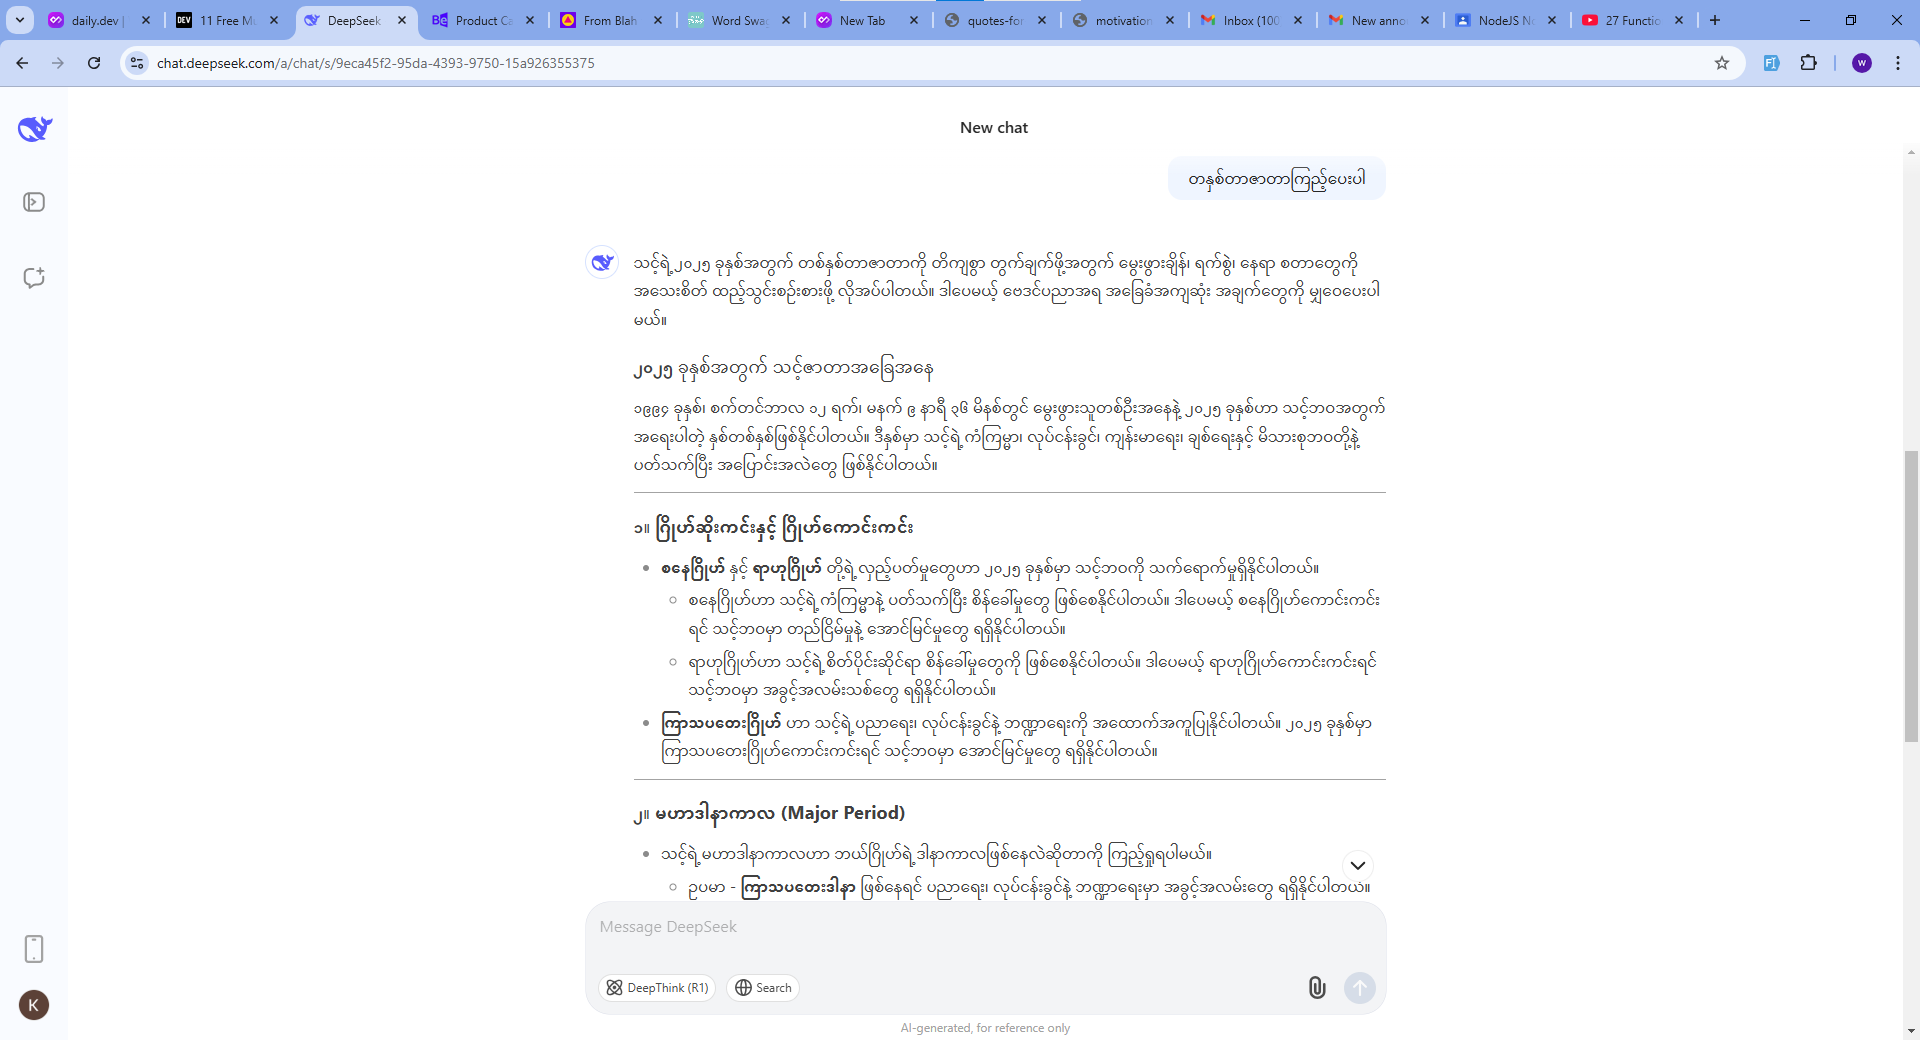 daily.dev |
11 Free Mu
DeepSeek
Product Ca
From Blah
Word Swac
New Tab
quotes-for
motivation
Inbox (100
New anno
NodeJS No
27 Functio
chat.deepseek.com/a/chat/s/9eca45f2-95da-4393-9750-15a926355375
W
New chat
တနှစ်တာဇာတာကြည့်ပေးပါ
သင့်ရဲ့၂၀၂၅ ခုနှစ်အတွက် တစ်နှစ်တာဇာတာကို တိကျစွာ တွက်ချက်ဖို့အတွက် မွေးဖွားချိန်၊ ရက်စွဲ၊ နေရာ စတာတွေကို
အသေးစိတ် ထည့်သွင်းစဉ်းစားဖို့ လိုအပ်ပါတယ်။ ဒါပေမယ့် ဗေဒင်ပညာအရ အခြေခံအကျဆုံး အချက်တွေကို မျှဝေပေးပါ
မယ်။
၂၀၂၅ ခုနှစ်အတွက် သင့်ဇာတာအခြေအနေ
၁၉၉၄ ခုနှစ်၊ စက်တင်ဘာလ ၁၂ ရက်၊ မနက် ၉ နာရီ ၃၆ မိနစ်တွင် မွေးဖွားသူတစ်ဦးအနေနဲ့ ၂၀၂၅ ခုနှစ်ဟာ သင့်ဘဝအတွက်
အရေးပါတဲ့ နှစ်တစ်နှစ်ဖြစ်နိုင်ပါတယ်။ ဒီနှစ်မှာ သင့်ရဲ့ကံကြမ္မာ၊ လုပ်ငန်းခွင်၊ ကျန်းမာရေး၊ ချစ်ရေးနှင့် မိသားစုဘဝတို့နဲ့
ပတ်သက်ပြီး အပြောင်းအလဲတွေ ဖြစ်နိုင်ပါတယ်။
၁။ ဂြိုဟ်ဆိုးကင်းနှင့် ဂြိုဟ်ကောင်းကင်း
• စနေဂြိုဟ် နှင့် ရာဟုဂြိုဟ် တို့ရဲ့လှည့်ပတ်မှုတွေဟာ ၂၀၂၅ ခုနှစ်မှာ သင့်ဘဝကို သက်ရောက်မှုရှိနိုင်ပါတယ်။
○ စနေဂြိုဟ်ဟာ သင့်ရဲ့ကံကြမ္မာနဲ့ ပတ်သက်ပြီး စိန်ခေါ်မှုတွေ ဖြစ်စေနိုင်ပါတယ်။ ဒါပေမယ့် စနေဂြိုဟ်ကောင်းကင်း
ရင် သင့်ဘဝမှာ တည်ငြိမ်မှုနဲ့ အောင်မြင်မှုတွေ ရရှိနိုင်ပါတယ်။
○ ရာဟုဂြိုဟ်ဟာ သင့်ရဲ့စိတ်ပိုင်းဆိုင်ရာ စိန်ခေါ်မှုတွေကို ဖြစ်စေနိုင်ပါတယ်။ ဒါပေမယ့် ရာဟုဂြိုဟ်ကောင်းကင်းရင်
သင့်ဘဝမှာ အခွင့်အလမ်းသစ်တွေ ရရှိနိုင်ပါတယ်။
• ကြာသပတေးဂြိုဟ် ဟာ သင့်ရဲ့ပညာရေး၊ လုပ်ငန်းခွင်နဲ့ ဘဏ္ဍာရေးကို အထောက်အကူပြုနိုင်ပါတယ်။ ၂၀၂၅ ခုနှစ်မှာ
ကြာသပတေးဂြိုဟ်ကောင်းကင်းရင် သင့်ဘဝမှာ အောင်မြင်မှုတွေ ရရှိနိုင်ပါတယ်။
၂။ မဟာဒါနာကာလ (Major Period)
• သင့်ရဲ့မဟာဒါနာကာလဟာ ဘယ်ဂြိုဟ်ရဲ့ဒါနာကာလဖြစ်နေလဲဆိုတာကို ကြည့်ရှုရပါမယ်။
○ ဥပမာ - ကြာသပတေးဒါနာ ဖြစ်နေရင် ပညာရေး၊ လုပ်ငန်းခွင်နဲ့ ဘဏ္ဍာရေးမှာ အခွင့်အလမ်းတွေ ရရှိနိုင်ပါတယ်။
Message DeepSeek
DeepThink (R1)
Search
K
AI-generated, for reference only